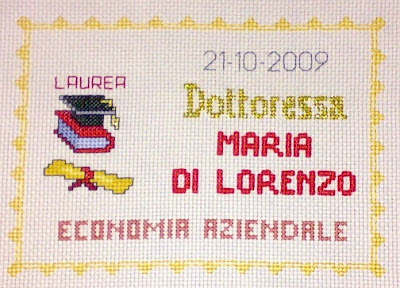 21-10-2009
LAUREA
Dottoressa
MARIA
DI LORENZO
ECONOMIA AZIENDALE